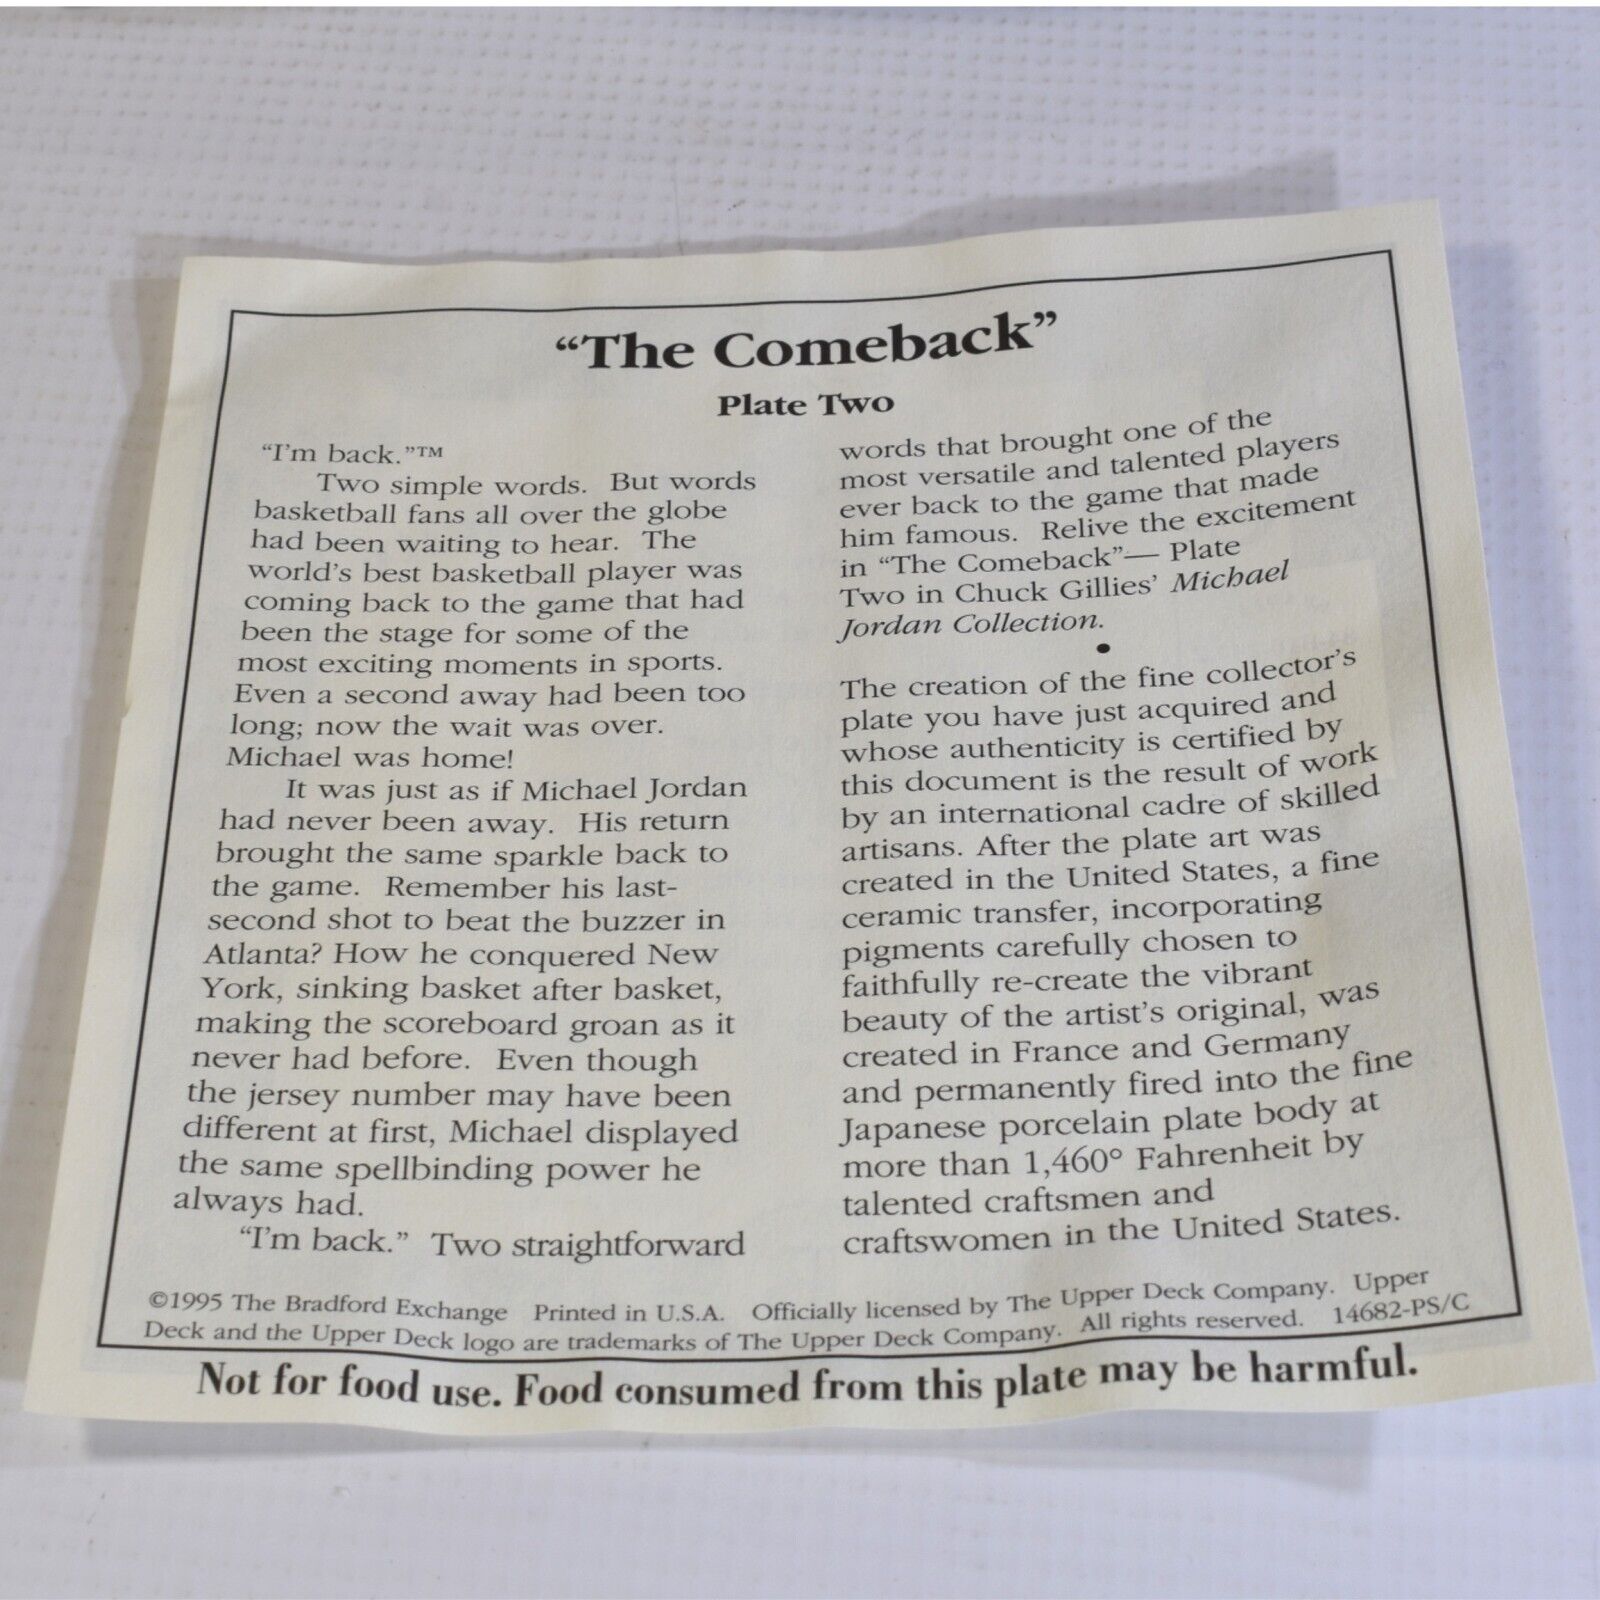 “The Comeback”
Plate Two
“I'm back.”™
Two simple words. But words
basketball fans all over the globe
had been waiting to hear. The
world's best basketball player was
coming back to the game that had
been the stage for some of the
most exciting moments in sports.
Even a second away had been too
long; now the wait was over.
Michael was home!
It was just as if Michael Jordan
had never been away. His return
brought the same sparkle back to
the game. Remember his last-
second shot to beat the buzzer in
Atlanta? How he conquered New
York, sinking basket after basket,
making the scoreboard groan as it
never had before. Even though
the jersey number may have been
different at first, Michael displayed
the same spellbinding power he
always had.
“I'm back.” Two straightforward
words that brought one of the
most versatile and talented players
ever back to the game that made
him famous. Relive the excitement
in “The Comeback”— Plate
Two in Chuck Gillies' Michael
Jordan Collection.
•
The creation of the fine collector's
plate you have just acquired and
whose authenticity is certified by
this document is the result of work
by an international cadre of skilled
artisans. After the plate art was
created in the United States, a fine
ceramic transfer, incorporating
pigments carefully chosen to
faithfully re-create the vibrant
beauty of the artist's original, was
created in France and Germany
and permanently fired into the fine
Japanese porcelain plate body at
more than 1,460° Fahrenheit by
talented craftsmen and
craftswomen in the United States.
©1995 The Bradford Exchange Printed in U.S.A. Officially licensed by The Upper Deck Company. Upper
Deck and the Upper Deck logo are trademarks of The Upper Deck Company. All rights reserved. 14682-PS/C
Not for food use. Food consumed from this plate may be harmful.